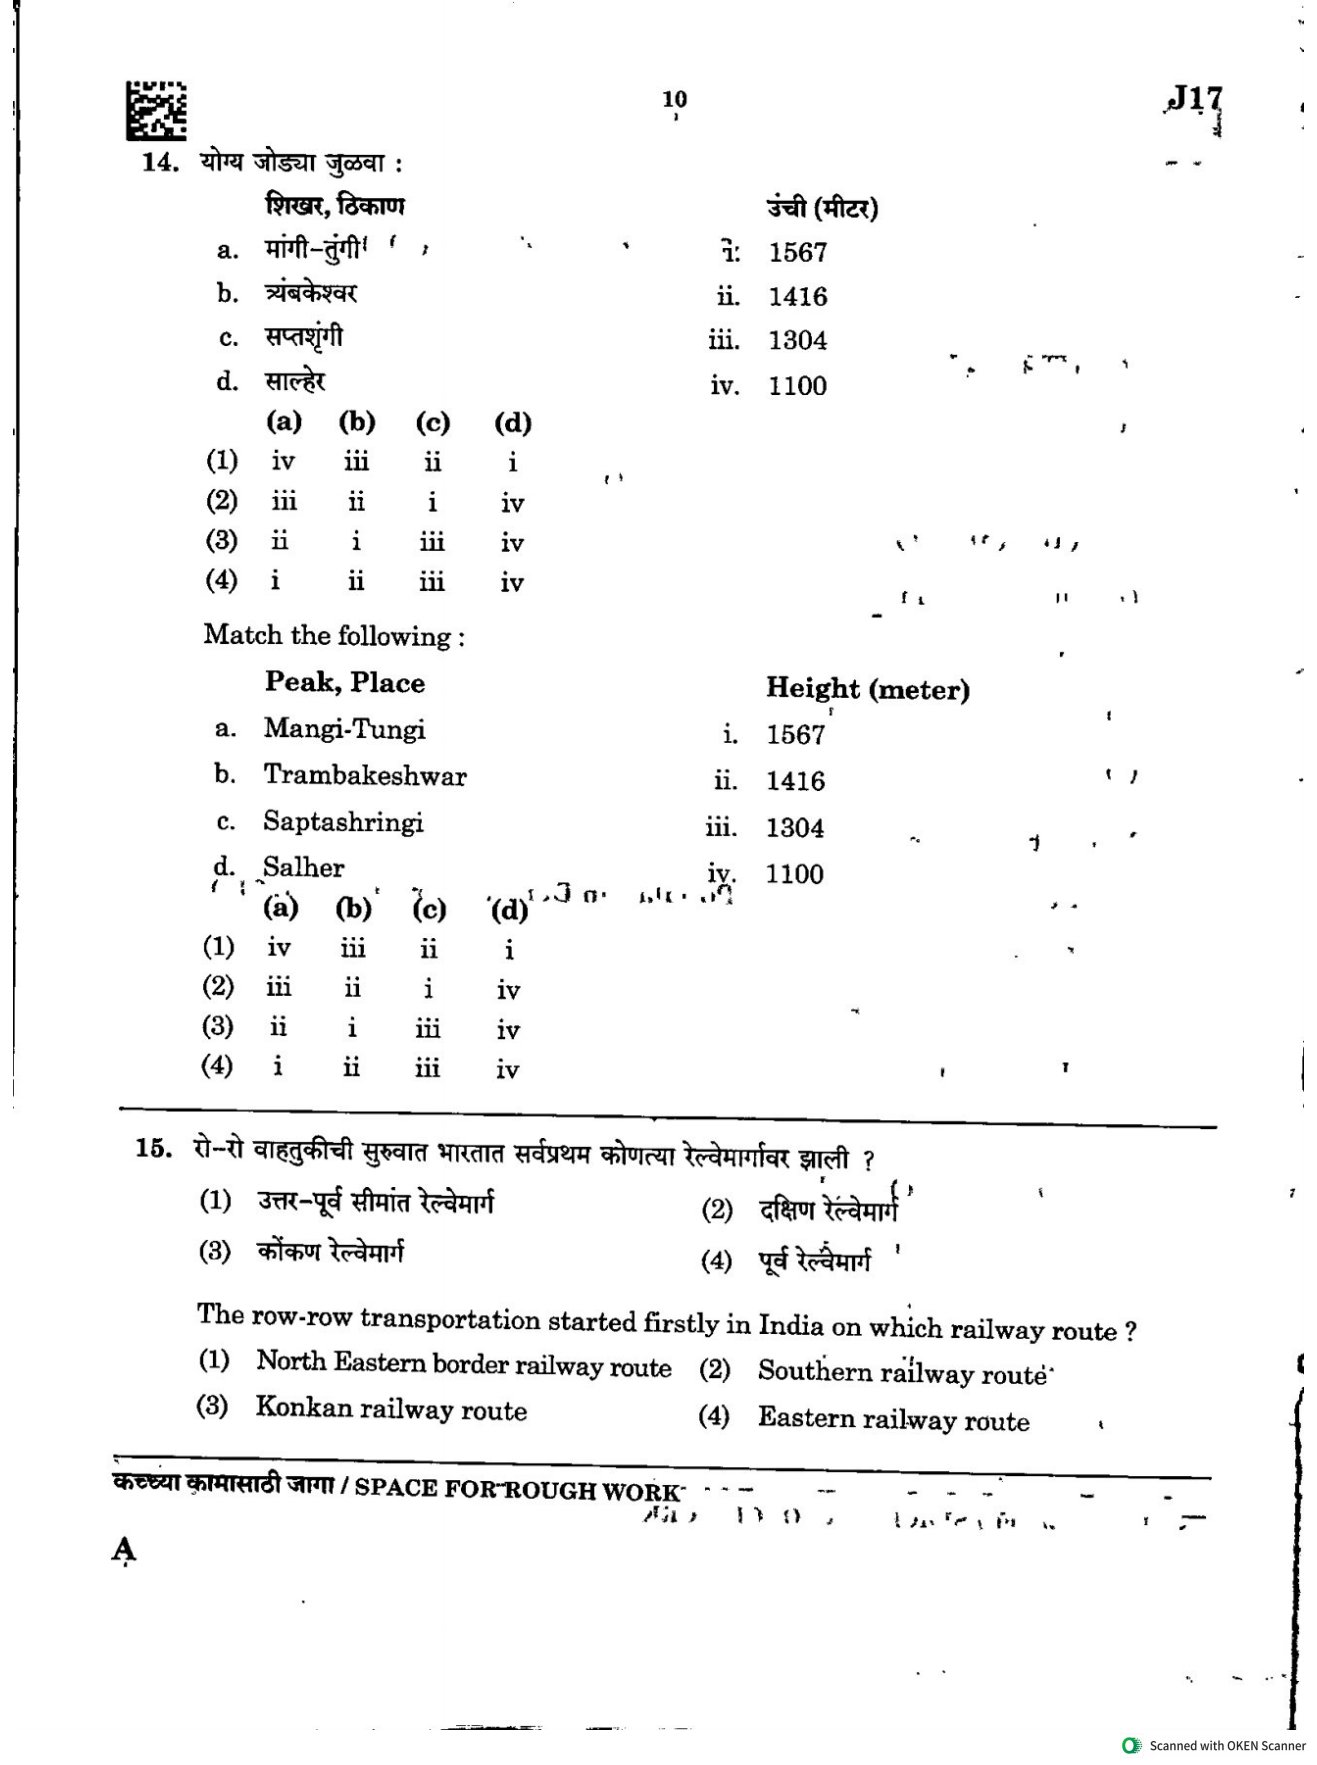 10
J17
14. योग्य जोड्या जुळवा :
शिखर, ठिकाण उंची (मीटर)
a. मांगी–तुंगी i. 1567
b. त्र्यंबकेश्वर ii. 1416
c. सप्तशृंगी iii. 1304
d. साल्हेर iv. 1100
(a) (b) (c) (d)
(1) iv iii ii i
(2) iii ii i iv
(3) ii i iii iv
(4) i ii iii iv
Match the following :
Peak, Place Height (meter)
a. Mangi-Tungi i. 1567
b. Trambakeshwar ii. 1416
c. Saptashringi iii. 1304
d. Salher iv. 1100
(a) (b) (c) (d)
(1) iv iii ii i
(2) iii ii i iv
(3) ii i iii iv
(4) i ii iii iv
15. रो–रो वाहतुकीची सुरुवात भारतात सर्वप्रथम कोणत्या रेल्वेमार्गावर झाली ?
(1) उत्तर–पूर्व सीमांत रेल्वेमार्ग (2) दक्षिण रेल्वेमार्ग
(3) कोंकण रेल्वेमार्ग (4) पूर्व रेल्वेमार्ग
The row-row transportation started firstly in India on which railway route ?
(1) North Eastern border railway route (2) Southern railway route
(3) Konkan railway route (4) Eastern railway route
कच्च्या कामासाठी जागा / SPACE FOR ROUGH WORK
A
Scanned with OKEN Scanner